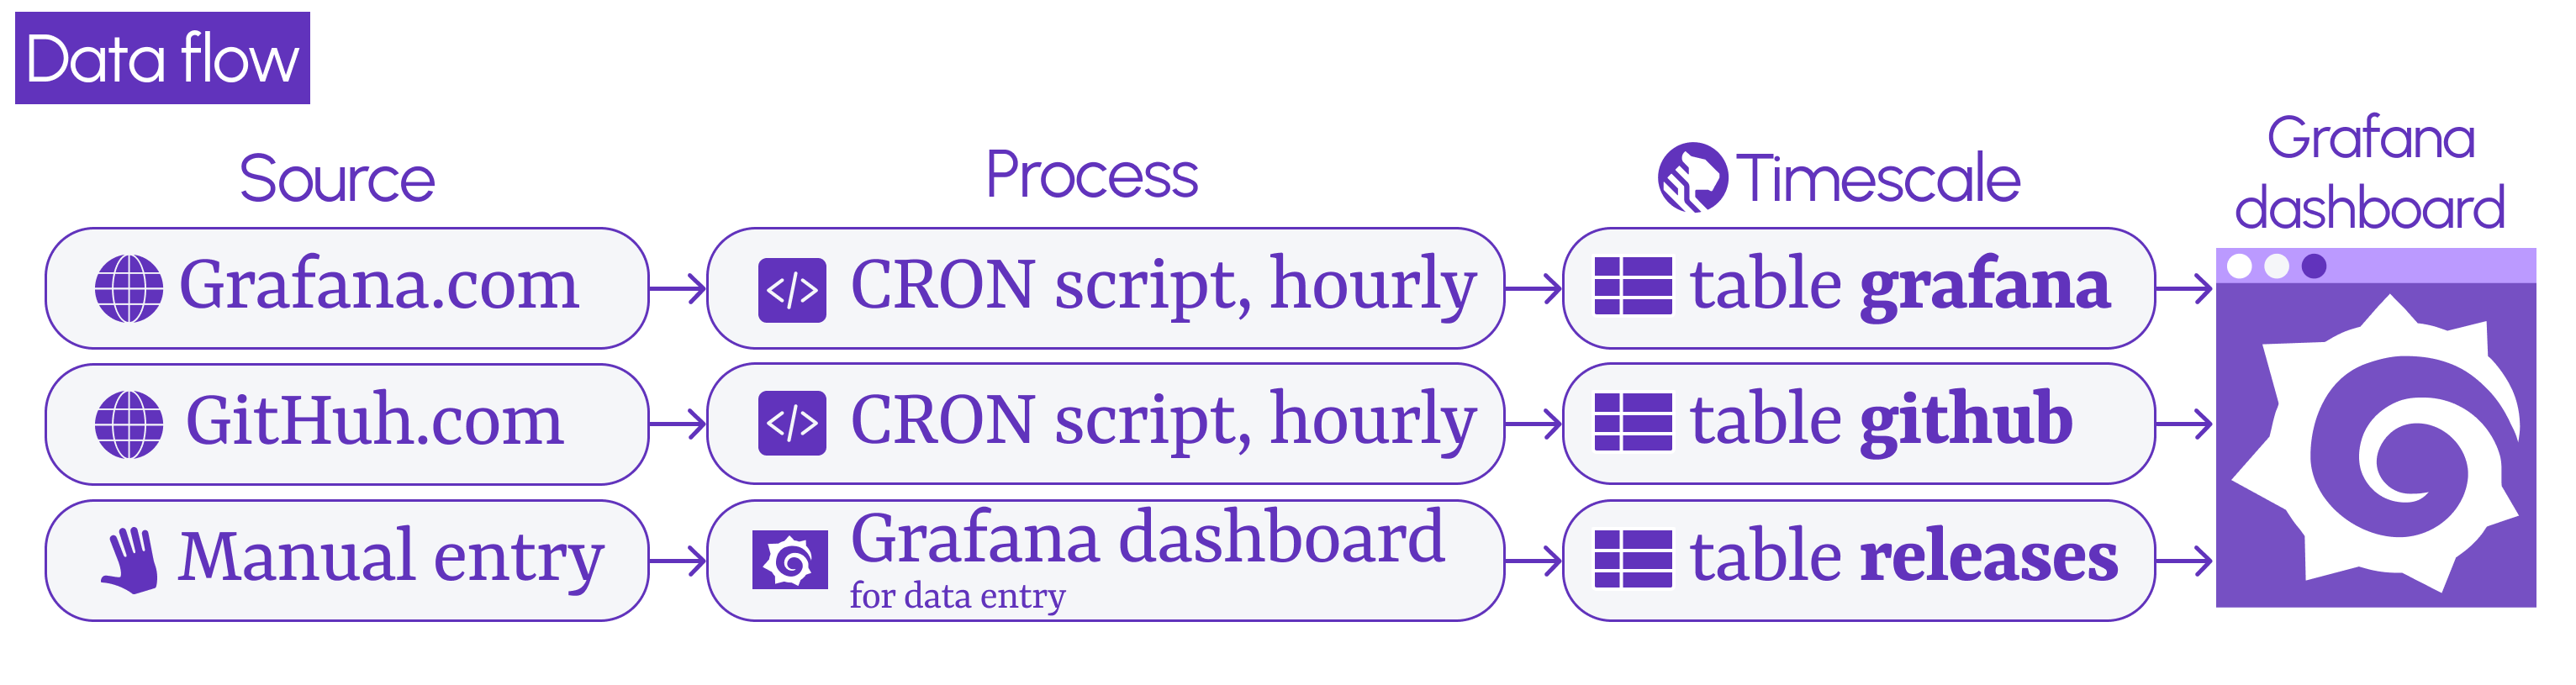 Data flow
Source
Process
Timescale
Grafana
dashboard
Grafana.com
CRON script, hourly
table grafana
GitHuh.com
CRON script, hourly
table github
Manual entry
Grafana dashboard
for data entry
table releases